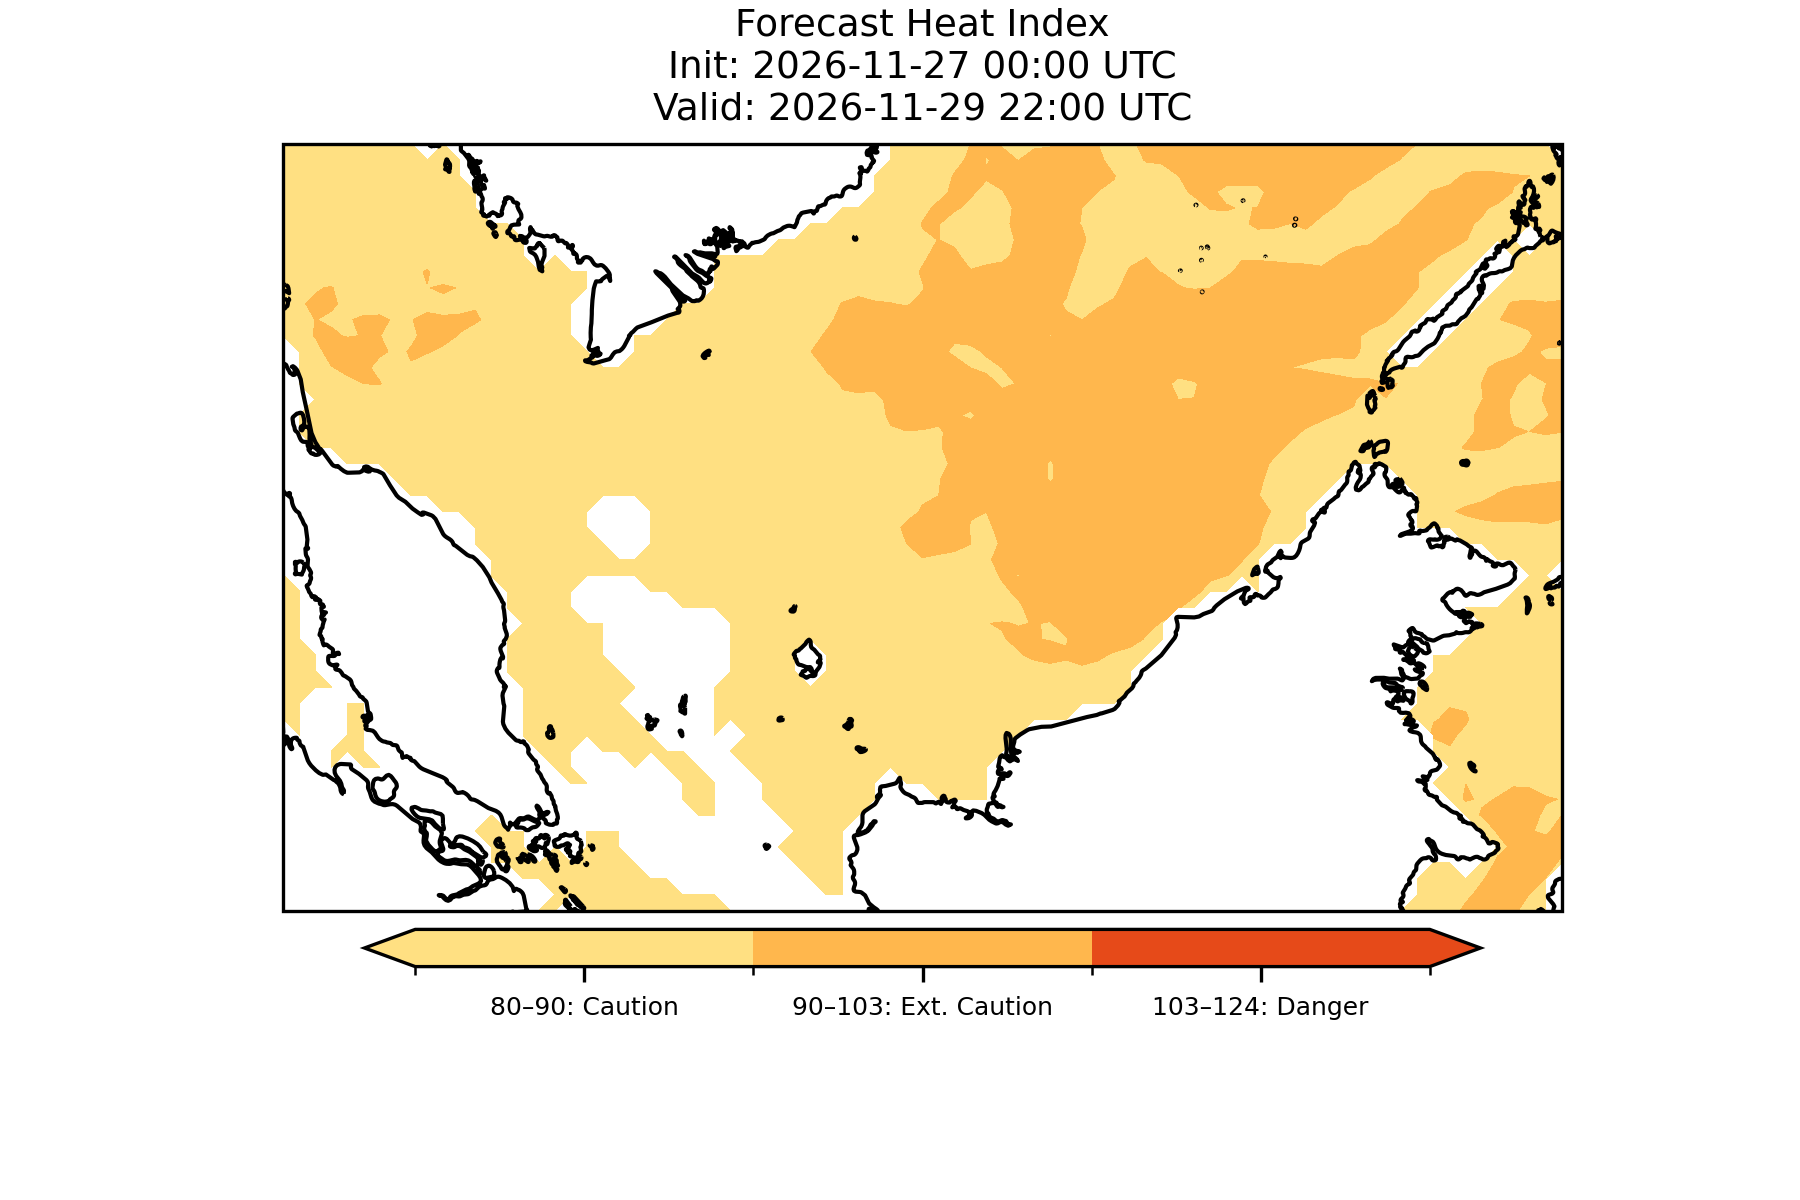 Forecast Heat Index
Init: 2026-11-27 00:00 UTC
Valid: 2026-11-29 22:00 UTC
80–90: Caution
90–103: Ext. Caution
103–124: Danger